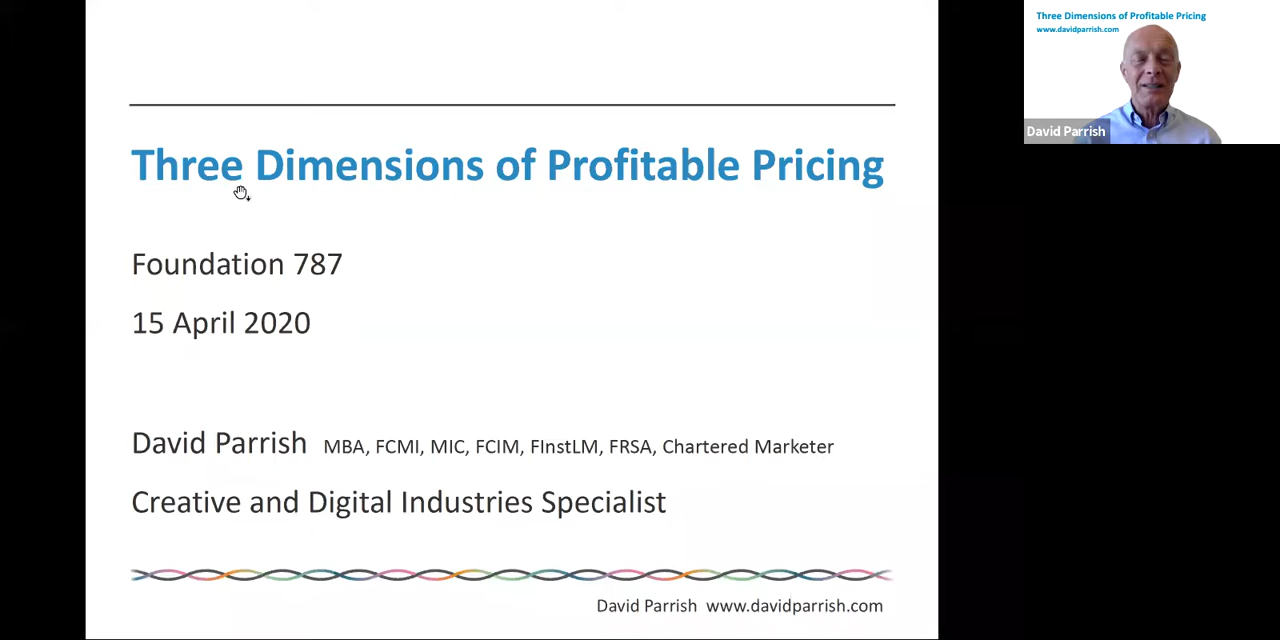 Three Dimensions of Profitable Pricing
Foundation 787
15 April 2020
David Parrish MBA, FCMI, MIC, FCIM, FInstLM, FRSA, Chartered Marketer
Creative and Digital Industries Specialist
David Parrish www.davidparrish.com
Three Dimensions of Profitable Pricing
www.davidparrish.com
David Parrish